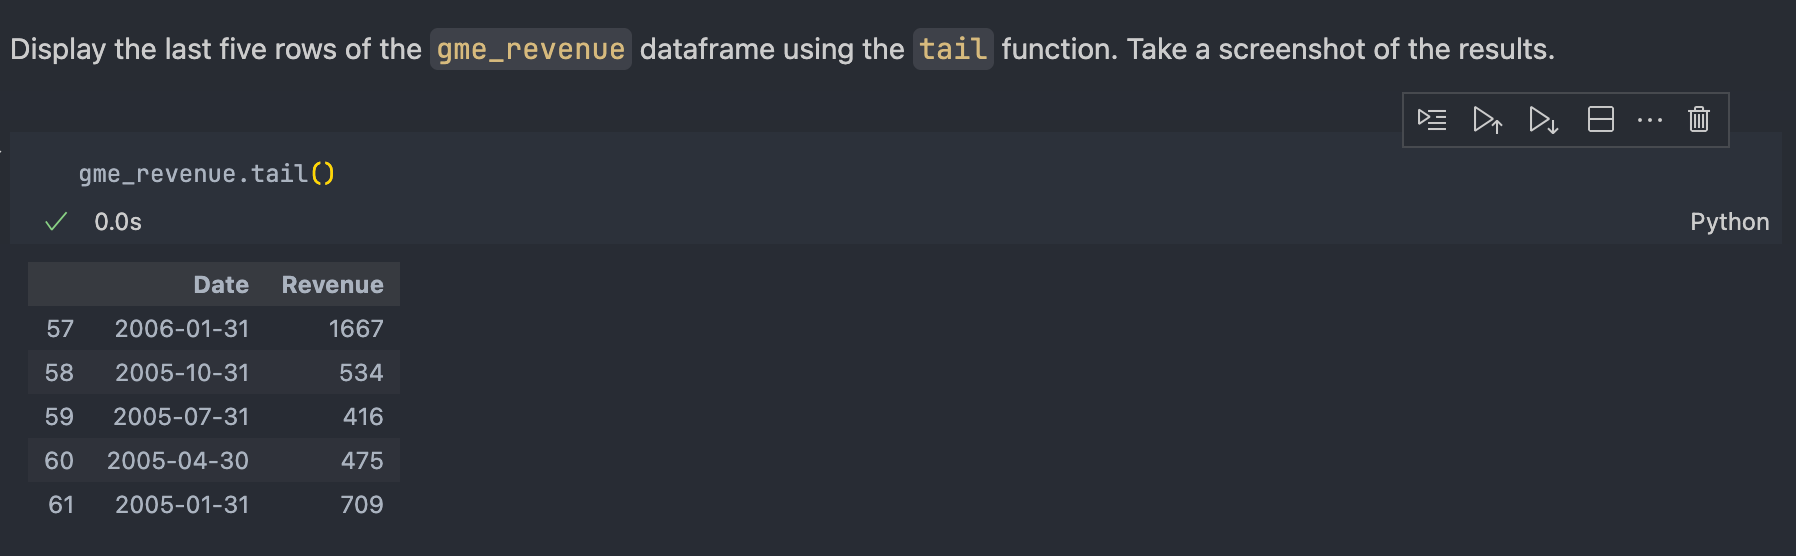 Display the last five rows of the gme_revenue dataframe using the tail function. Take a screenshot of the results.
gme_revenue.tail()
0.0s
Python
Date Revenue
57 2006-01-31 1667
58 2005-10-31 534
59 2005-07-31 416
60 2005-04-30 475
61 2005-01-31 709